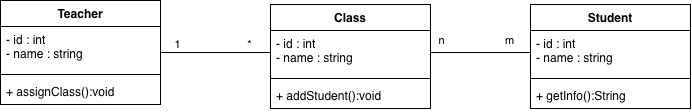 Teacher
- id : int
- name : string
+ assignClass():void
1
*
Class
- id : int
- name : string
+ addStudent():void
n
m
Student
- id : int
- name : string
+ getInfo():String